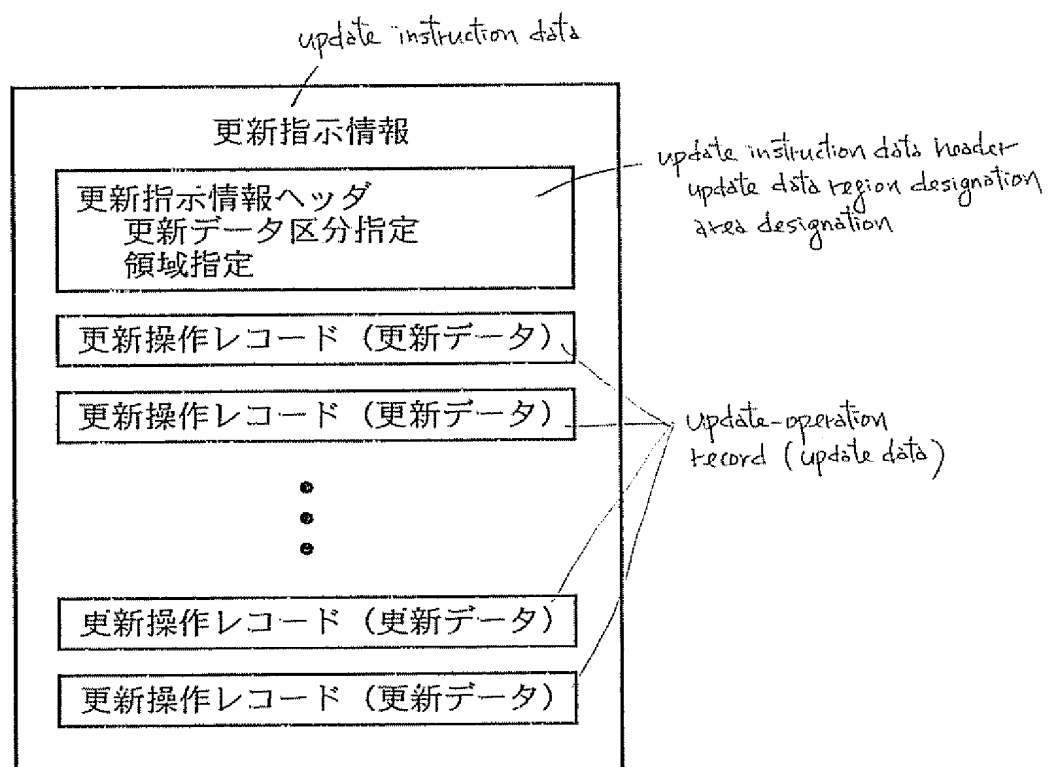 update instruction data
更新指示情報
更新指示情報ヘッダ
更新データ区分指定
領域指定
update instruction data header
update data region designation
area designation
更新操作レコード（更新データ）
更新操作レコード（更新データ）
update-operation
record (update data)
更新操作レコード（更新データ）
更新操作レコード（更新データ）